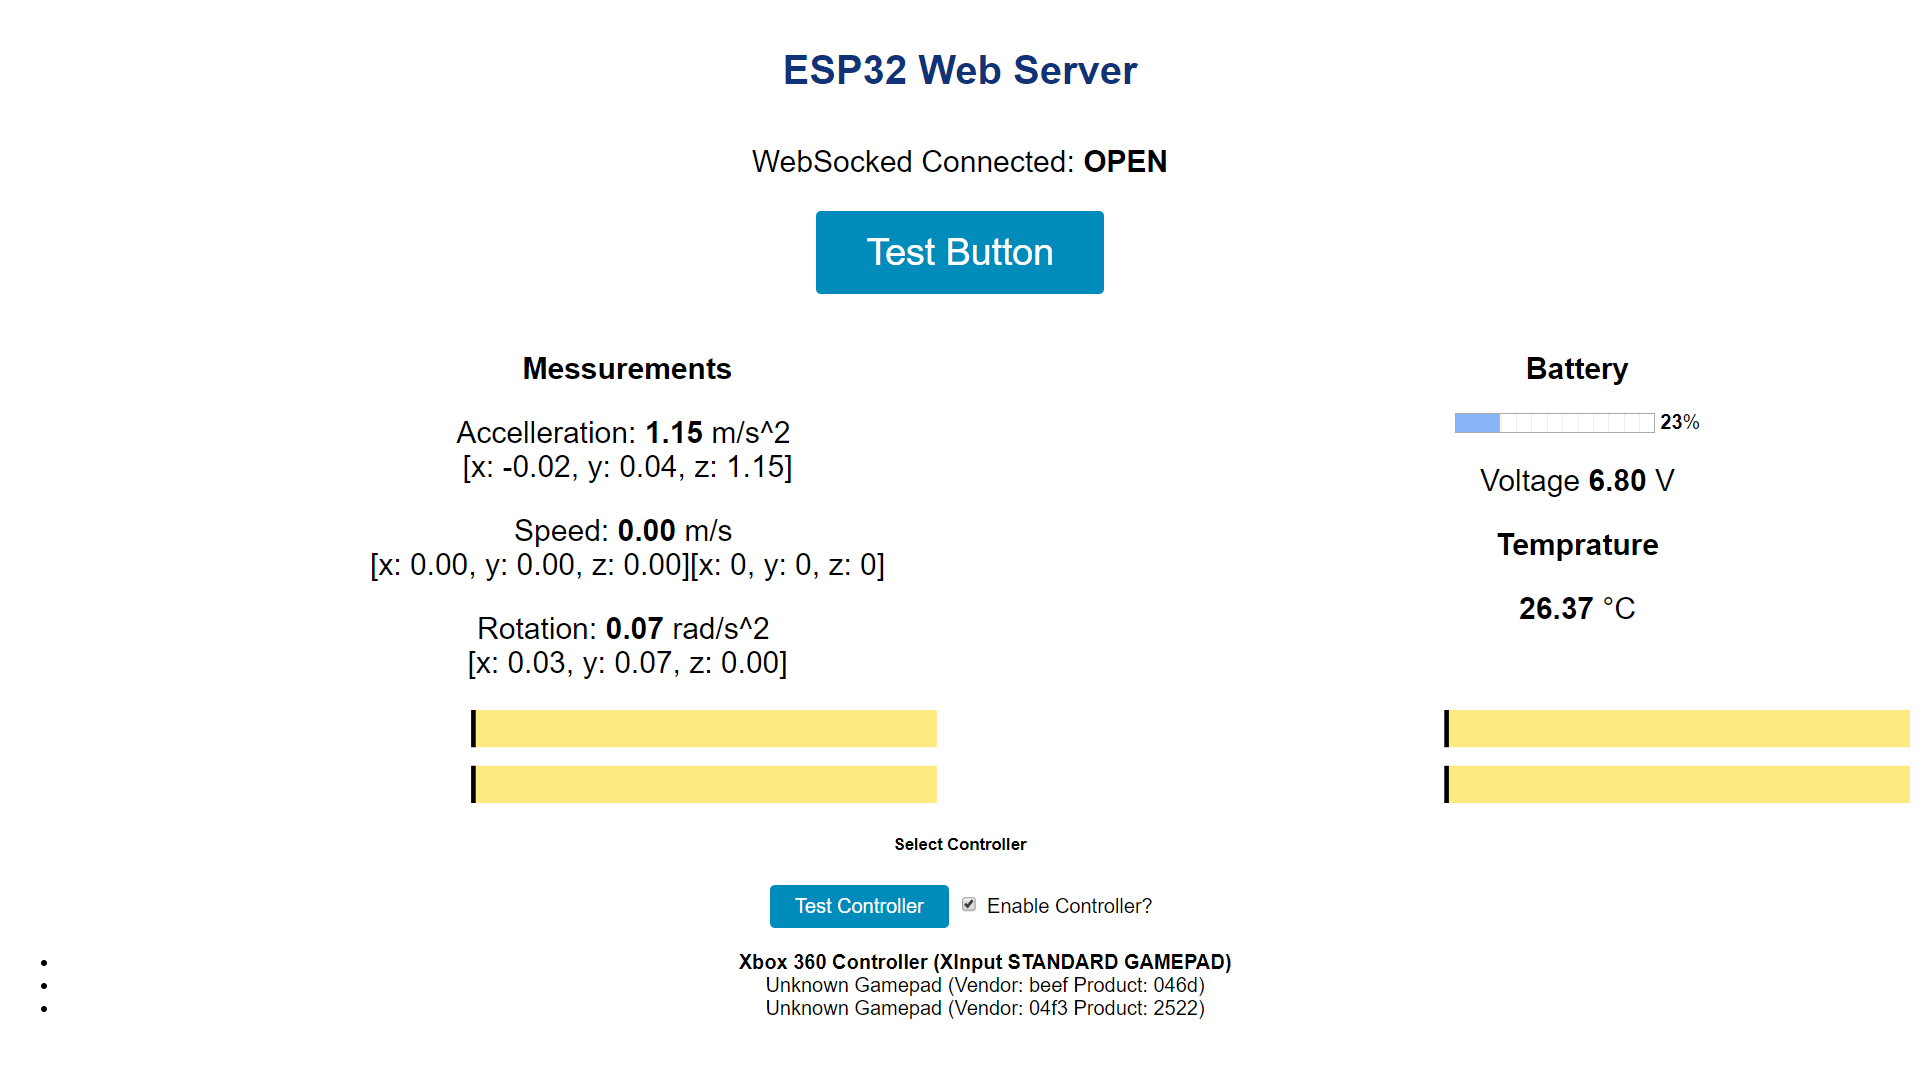 ESP32 Web Server
WebSocked Connected: OPEN
Test Button
Messurements
Accelleration: 1.15 m/s^2
[x: -0.02, y: 0.04, z: 1.15]
Speed: 0.00 m/s
[x: 0.00, y: 0.00, z: 0.00][x: 0, y: 0, z: 0]
Rotation: 0.07 rad/s^2
[x: 0.03, y: 0.07, z: 0.00]
Battery
23%
Voltage 6.80 V
Temprature
26.37 °C
Select Controller
Test Controller Enable Controller?
Xbox 360 Controller (XInput STANDARD GAMEPAD)
Unknown Gamepad (Vendor: beef Product: 046d)
Unknown Gamepad (Vendor: 04f3 Product: 2522)